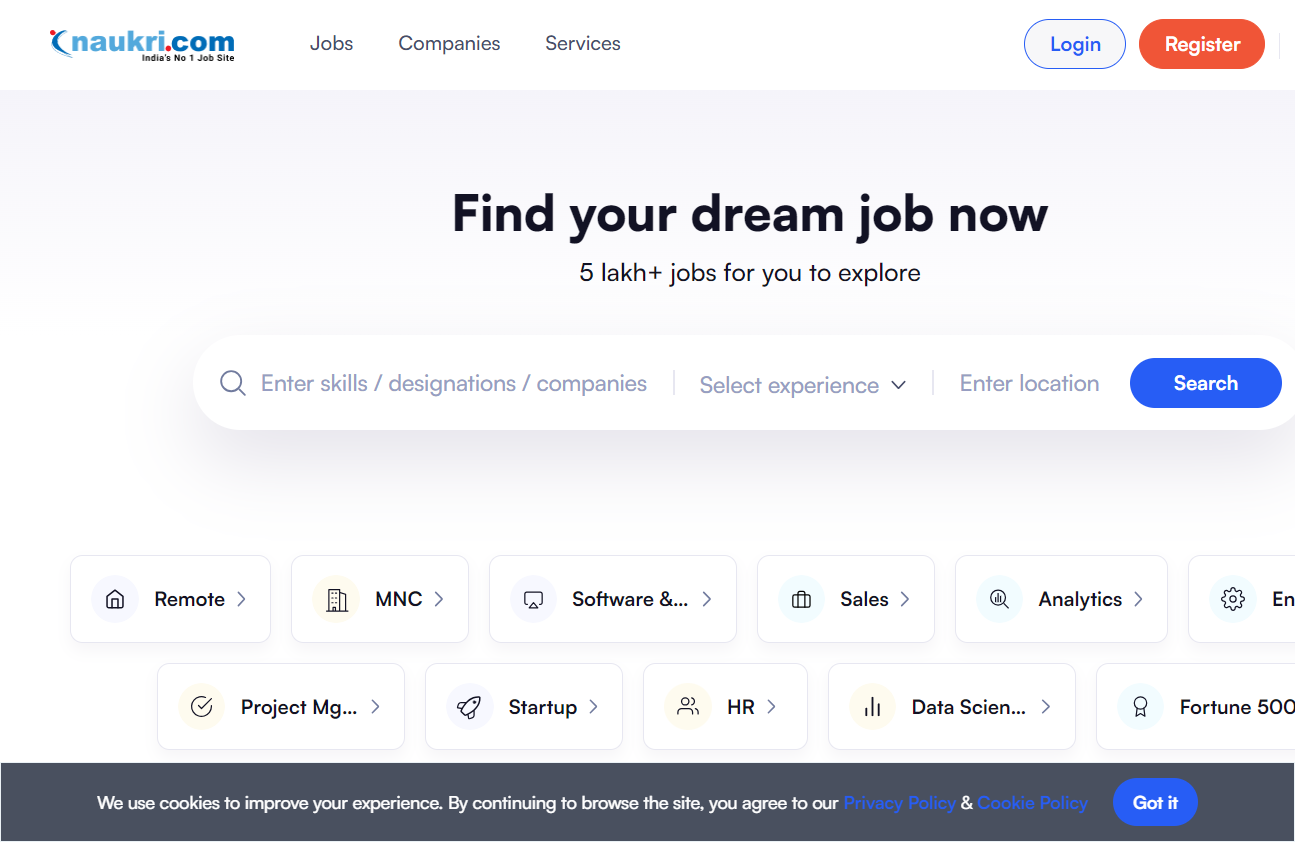 naukri.com
India's No 1 Job Site
Jobs Companies Services
Login Register
Find your dream job now
5 lakh+ jobs for you to explore
Enter skills / designations / companies Select experience Enter location Search
Remote MNC Software &... Sales Analytics En
Project Mg... Startup HR Data Scien... Fortune 500
We use cookies to improve your experience. By continuing to browse the site, you agree to our Privacy Policy & Cookie Policy Got it